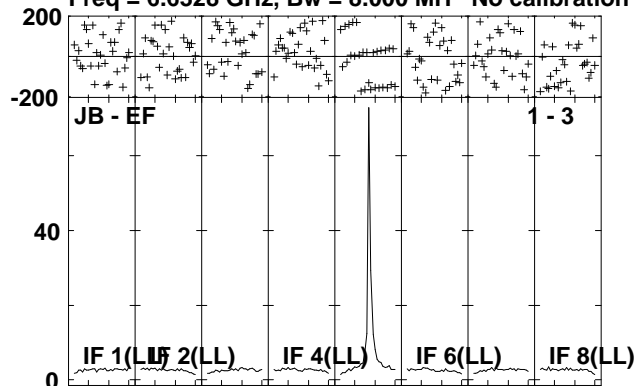 Freq = 6.6528 GHz, Bw = 8.000 MH No calibration
200
-200
JB - EF 1 - 3
40
IF 1(LL) IF 2(LL) IF 4(LL) IF 6(LL) IF 8(LL)
0